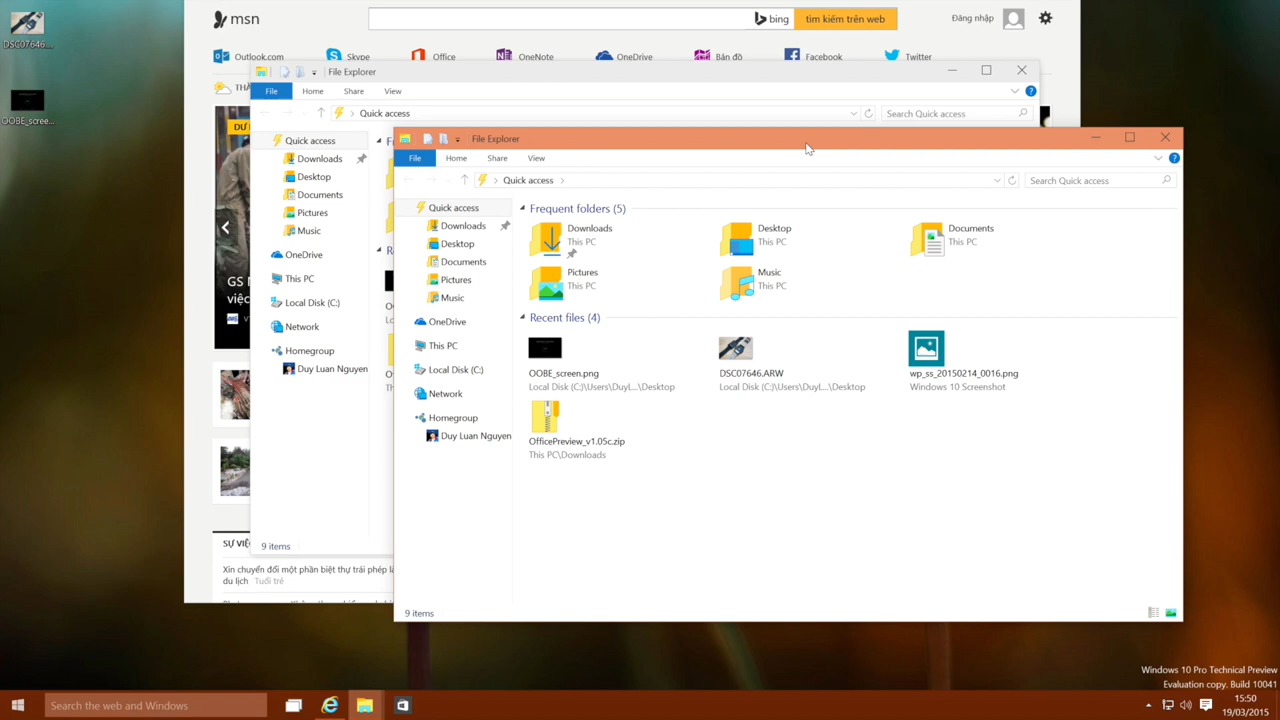 DSC07646....
OOBE_scree...
msn
bing
tìm kiếm trên web
Đăng nhập
Outlook.com
Skype
Office
OneNote
OneDrive
Bản đồ
Facebook
Twitter
File Explorer
File
Home
Share
View
Quick access
Search Quick access
Quick access
Downloads
Desktop
Documents
Pictures
Music
OneDrive
This PC
Local Disk (C:)
Network
Homegroup
Duy Luan Nguyen
9 items
GS
việc
SỰ VIỆ
Xin chuyển đổi một phần biệt thự trái phép là
du lịch Tuổi trẻ
File Explorer
File
Home
Share
View
Quick access
Search Quick access
Quick access
Downloads
Desktop
Documents
Pictures
Music
OneDrive
This PC
Local Disk (C:)
Network
Homegroup
Duy Luan Nguyen
Frequent folders (5)
Downloads
This PC
Desktop
This PC
Documents
This PC
Pictures
This PC
Music
This PC
Recent files (4)
OOBE_screen.png
Local Disk (C:)\Users\DuyL...\Desktop
DSC07646.ARW
Local Disk (C:)\Users\DuyL...\Desktop
wp_ss_20150214_0016.png
Windows 10 Screenshot
OfficePreview_v1.05c.zip
This PC\Downloads
9 items
Windows 10 Pro Technical Preview
Evaluation copy. Build 10041
Search the web and Windows
15:50
19/03/2015